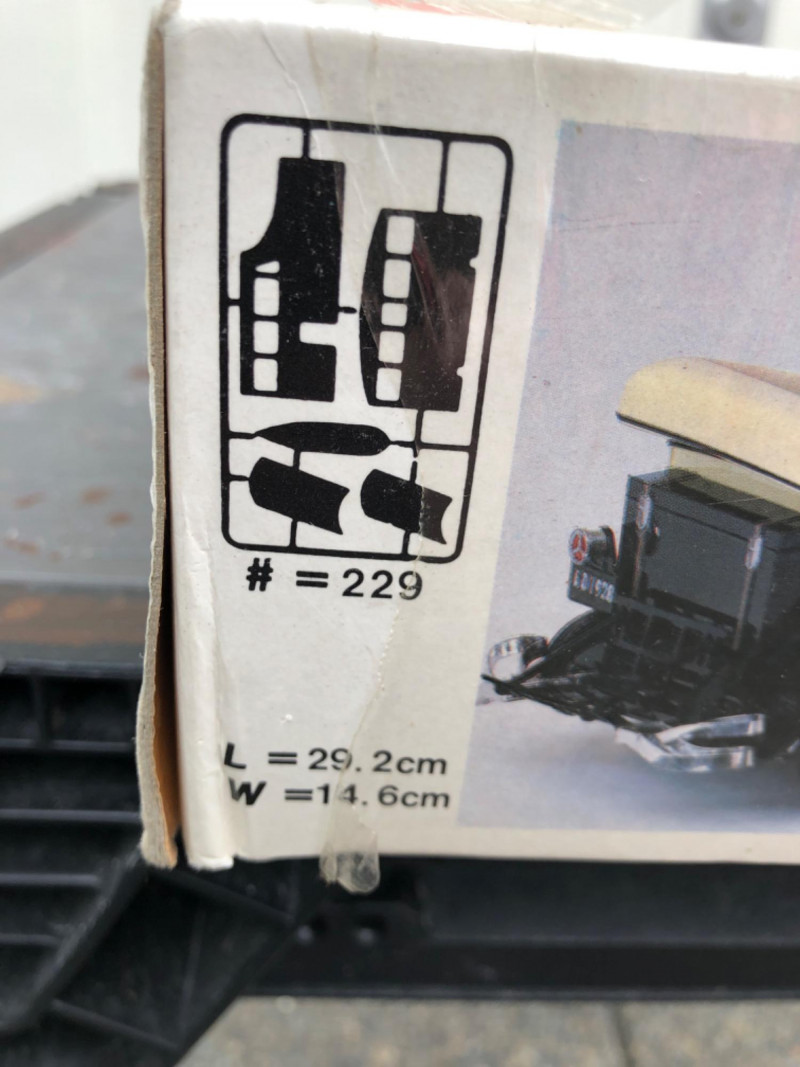 # = 229
L = 29.2cm
W = 14.6cm